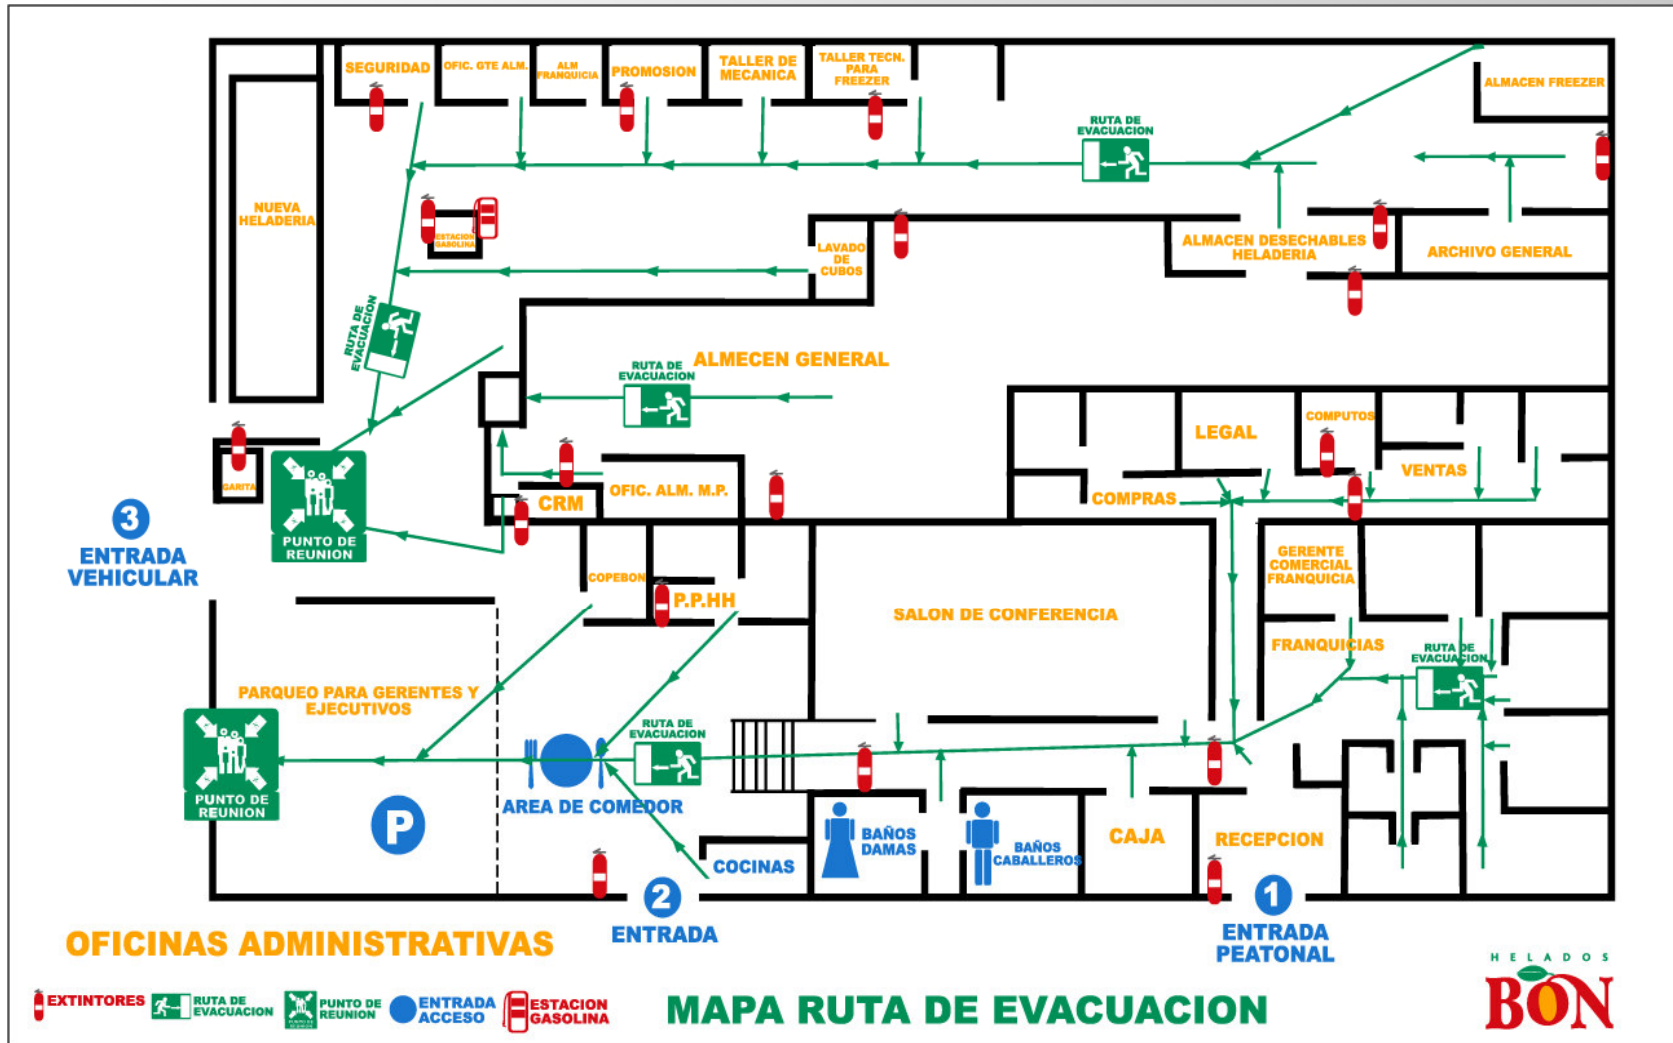 SEGURIDAD
OFIC. GTE ALM.
ALM
FRANQUICIA
PROMOSION
TALLER DE
MECANICA
TALLER TECN.
PARA
FREEZER
ALMACEN FREEZER
RUTA DE
EVACUACION
NUEVA
HELADERIA
ESTACION
GASOLINA
LAVADO
DE
CUBOS
ALMACEN DESECHABLES
HELADERIA
ARCHIVO GENERAL
RUTA DE
EVACUACION
ALMECEN GENERAL
RUTA DE
EVACUACION
LEGAL
COMPUTOS
VENTAS
COMPRAS
GARITA
CRM
OFIC. ALM. M.P.
PUNTO DE
REUNION
3
ENTRADA
VEHICULAR
COPEBON
P.P.HH
SALON DE CONFERENCIA
GERENTE
COMERCIAL
FRANQUICIA
FRANQUICIAS
RUTA DE
EVACUACION
PARQUEO PARA GERENTES Y
EJECUTIVOS
RUTA DE
EVACUACION
PUNTO DE
REUNION
P
AREA DE COMEDOR
COCINAS
BAÑOS
DAMAS
BAÑOS
CABALLEROS
CAJA
RECEPCION
2
ENTRADA
1
ENTRADA
PEATONAL
OFICINAS ADMINISTRATIVAS
EXTINTORES
RUTA DE
EVACUACION
PUNTO DE
REUNION
PUNTO DE
REUNION
ENTRADA
ACCESO
ESTACION
GASOLINA
MAPA RUTA DE EVACUACION
HELADOS
BON